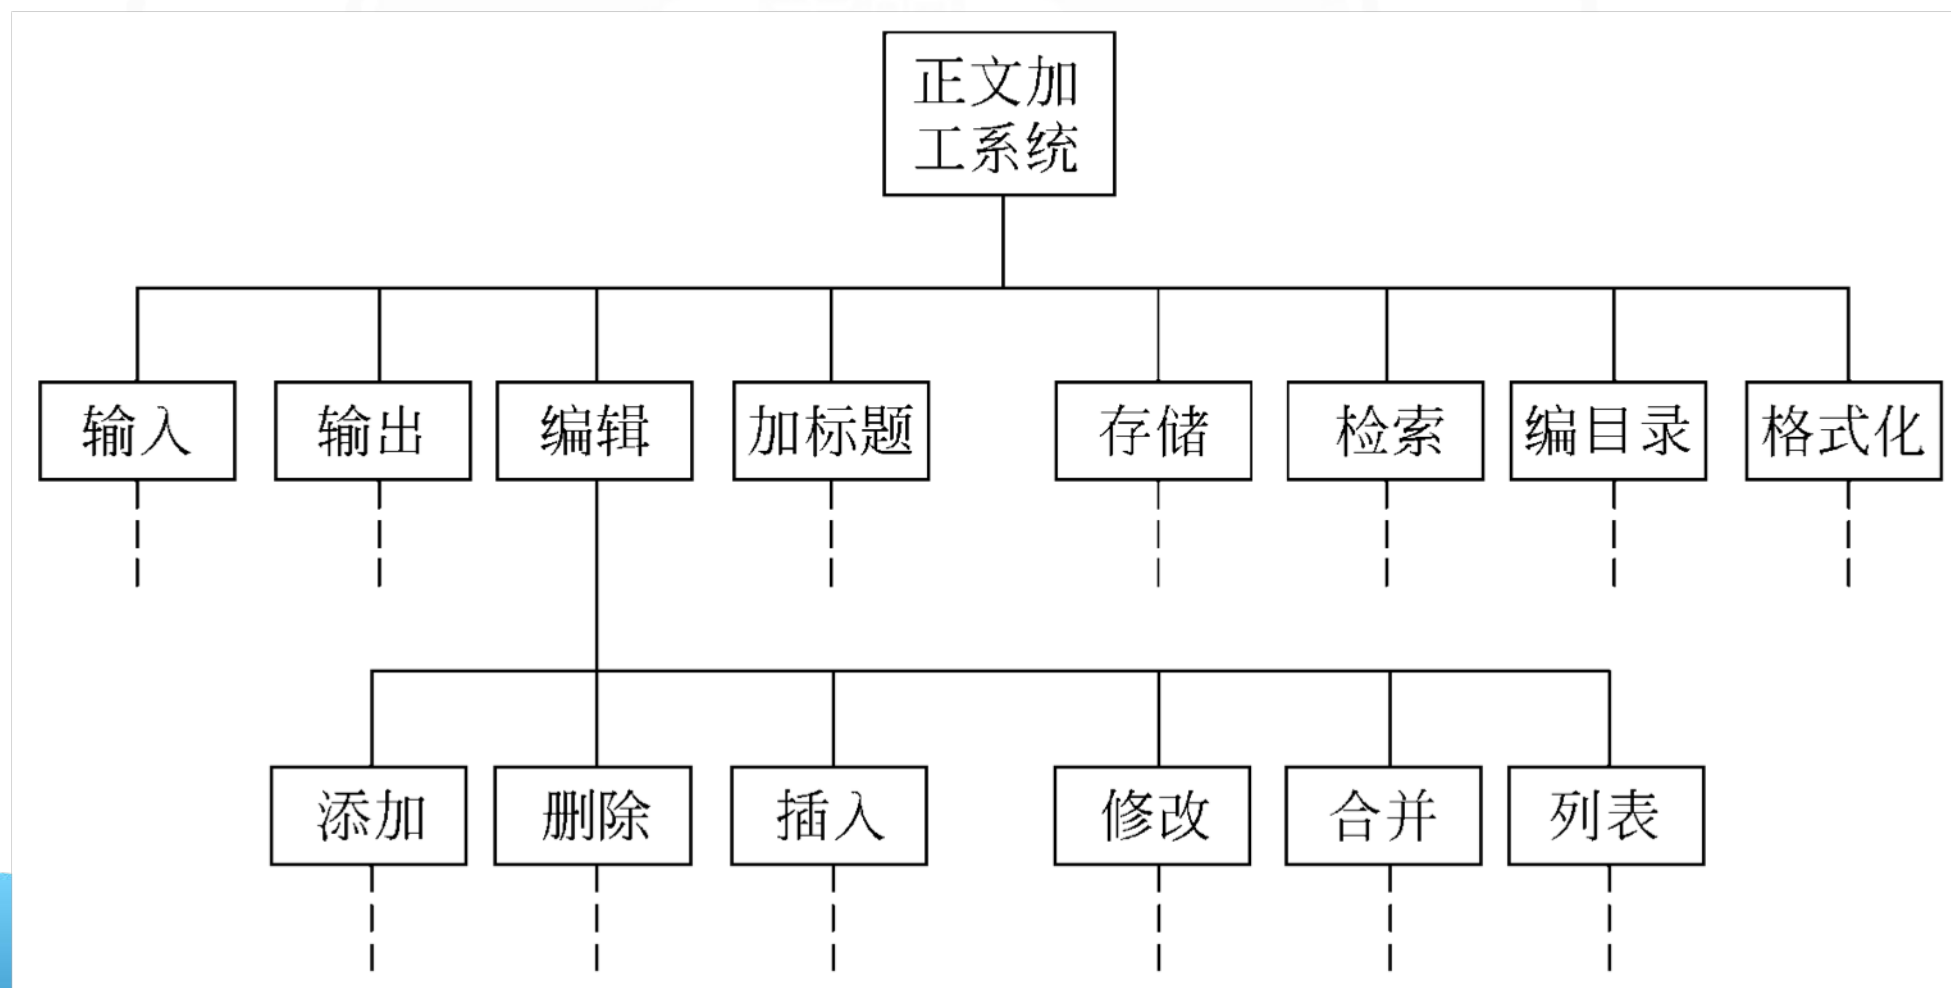 正文加
工系统
输入
输出
编辑
加标题
存储
检索
编目录
格式化
添加
删除
插入
修改
合并
列表